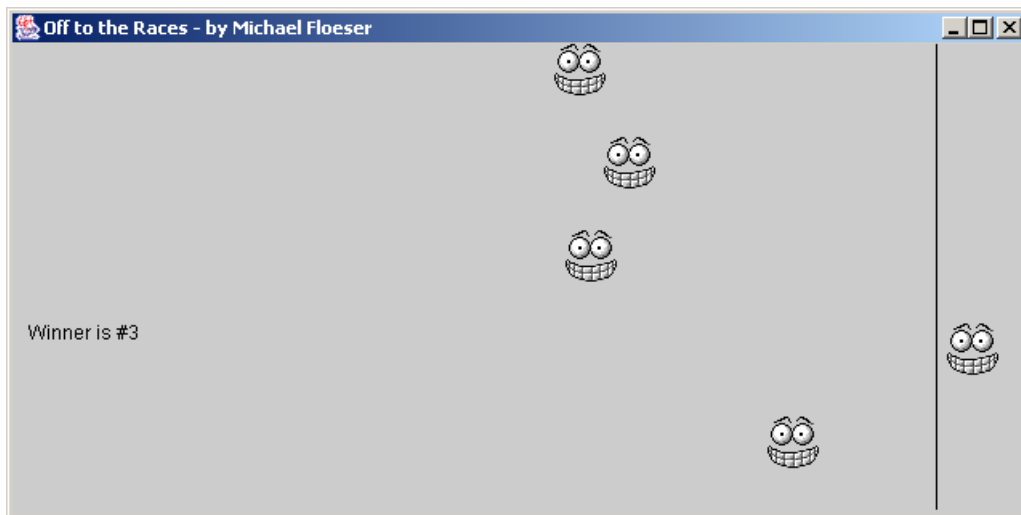 Off to the Races - by Michael Floeser
Winner is #3